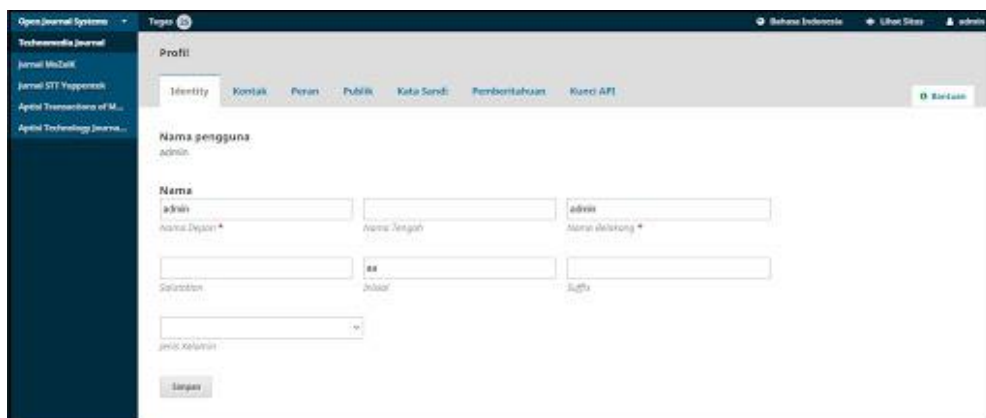 Open Journal Systems
Tugas 25
Bahasa Indonesia
Lihat Situs
admin
Technomedia Journal
Jurnal MoZaiK
Jurnal STT Yuppentek
Aptisi Transactions of M...
Aptisi Technology Journa...
Profil
Identity
Kontak
Peran
Publik
Kata Sandi
Pemberitahuan
Kunci API
Bantuan
Nama pengguna
admin
Nama
admin
admin
Nama Depan *
Nama Tengah
Nama Belakang *
aa
Salutation
Inisial
Suffix
Jenis Kelamin
Simpan